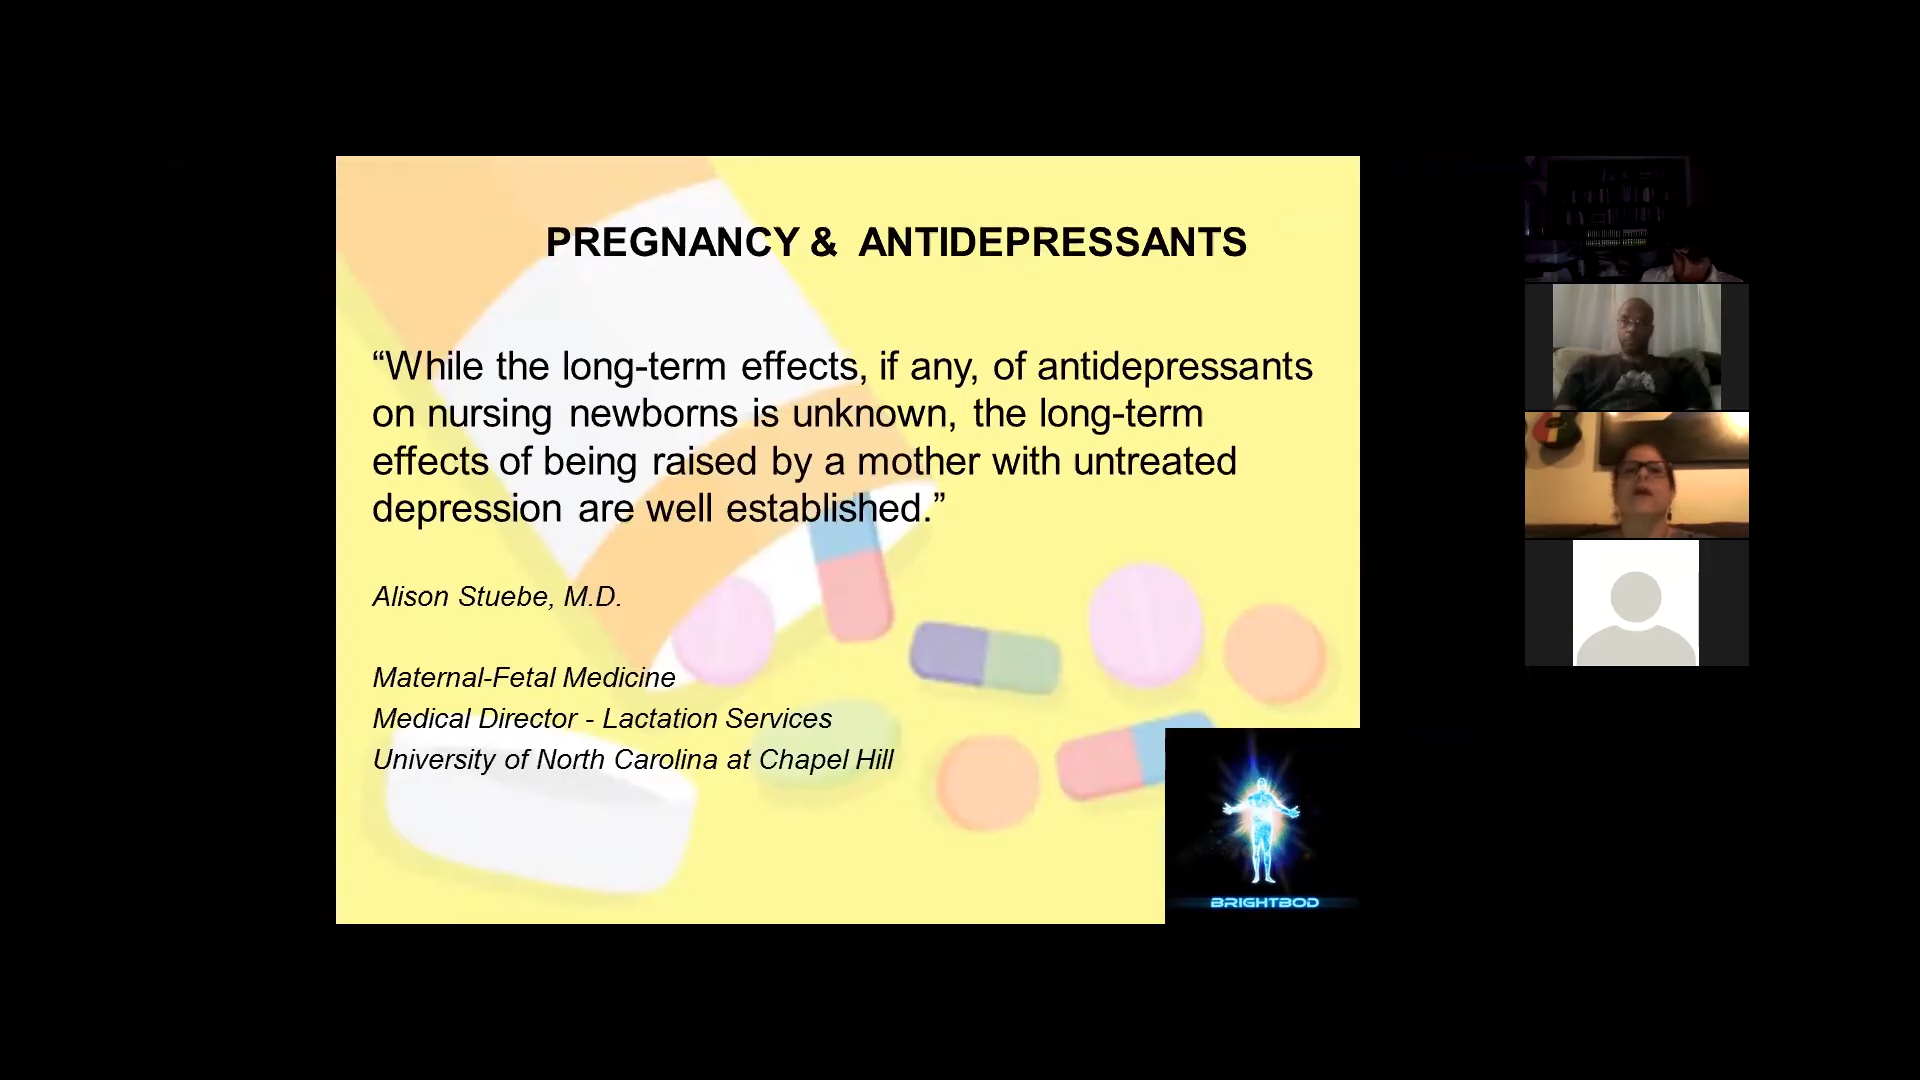 PREGNANCY & ANTIDEPRESSANTS
“While the long-term effects, if any, of antidepressants
on nursing newborns is unknown, the long-term
effects of being raised by a mother with untreated
depression are well established.”
Alison Stuebe, M.D.
Maternal-Fetal Medicine
Medical Director - Lactation Services
University of North Carolina at Chapel Hill
BRIGHTBOD